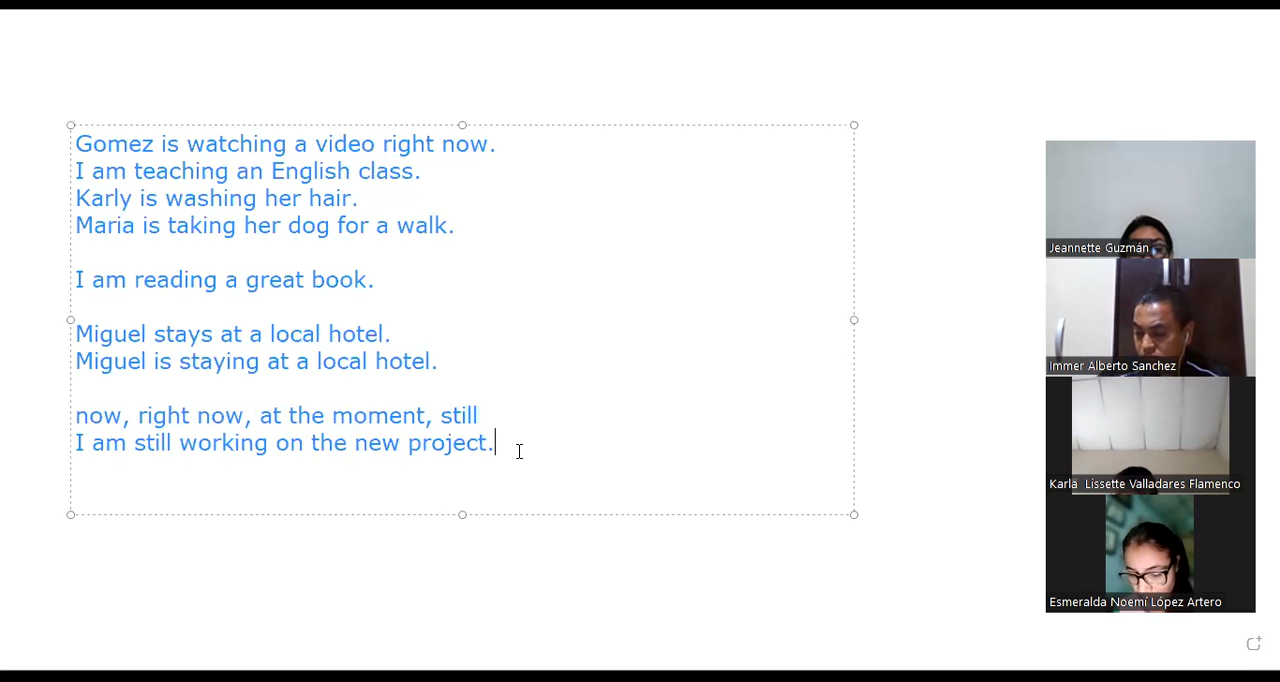 Gomez is watching a video right now.
I am teaching an English class.
Karly is washing her hair.
Maria is taking her dog for a walk.
I am reading a great book.
Miguel stays at a local hotel.
Miguel is staying at a local hotel.
now, right now, at the moment, still
I am still working on the new project.
Jeannette Guzmán
Immer Alberto Sanchez
Karla Lissette Valladares Flamenco
Esmeralda Noemí López Artero